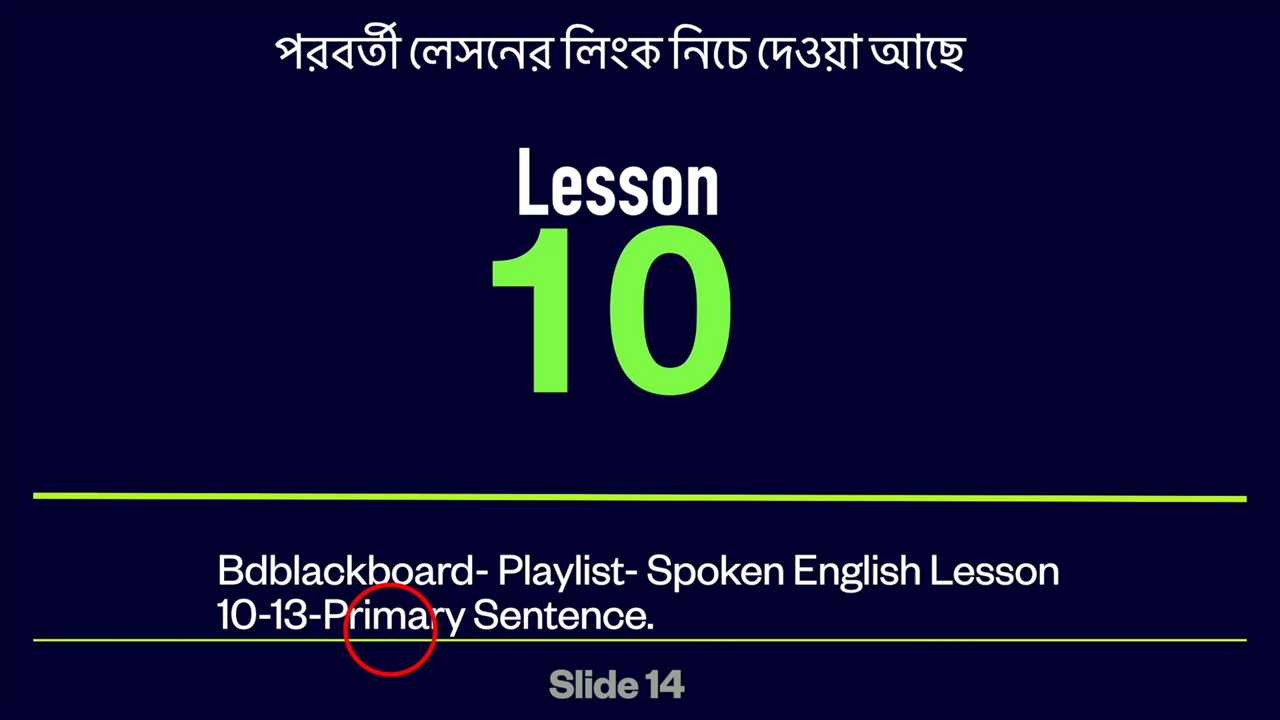 পরবর্তী লেসনের লিংক নিচে দেওয়া আছে
Lesson
10
Bdblackboard- Playlist- Spoken English Lesson
10-13-Primary Sentence.
Slide 14